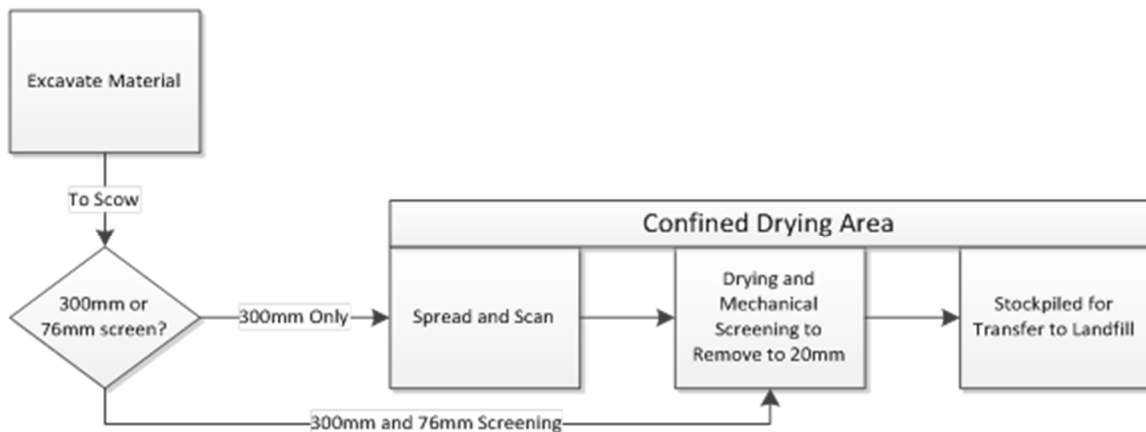 Excavate Material
To Scow
300mm or
76mm screen?
300mm Only
Confined Drying Area
Spread and Scan
Drying and
Mechanical
Screening to
Remove to 20mm
Stockpiled for
Transfer to Landfill
300mm and 76mm Screening